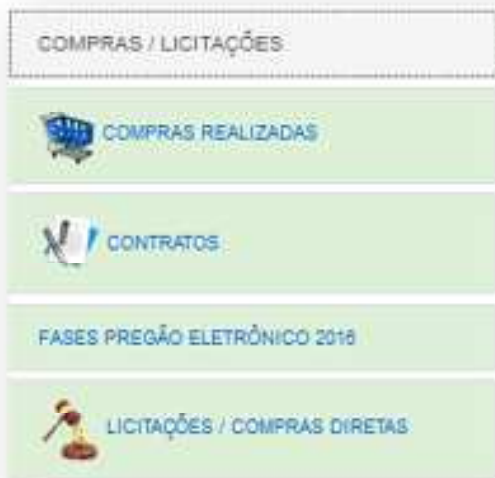 COMPRAS / LICITAÇÕES
COMPRAS REALIZADAS
CONTRATOS
FASES PREGÃO ELETRÔNICO 2016
LICITAÇÕES / COMPRAS DIRETAS